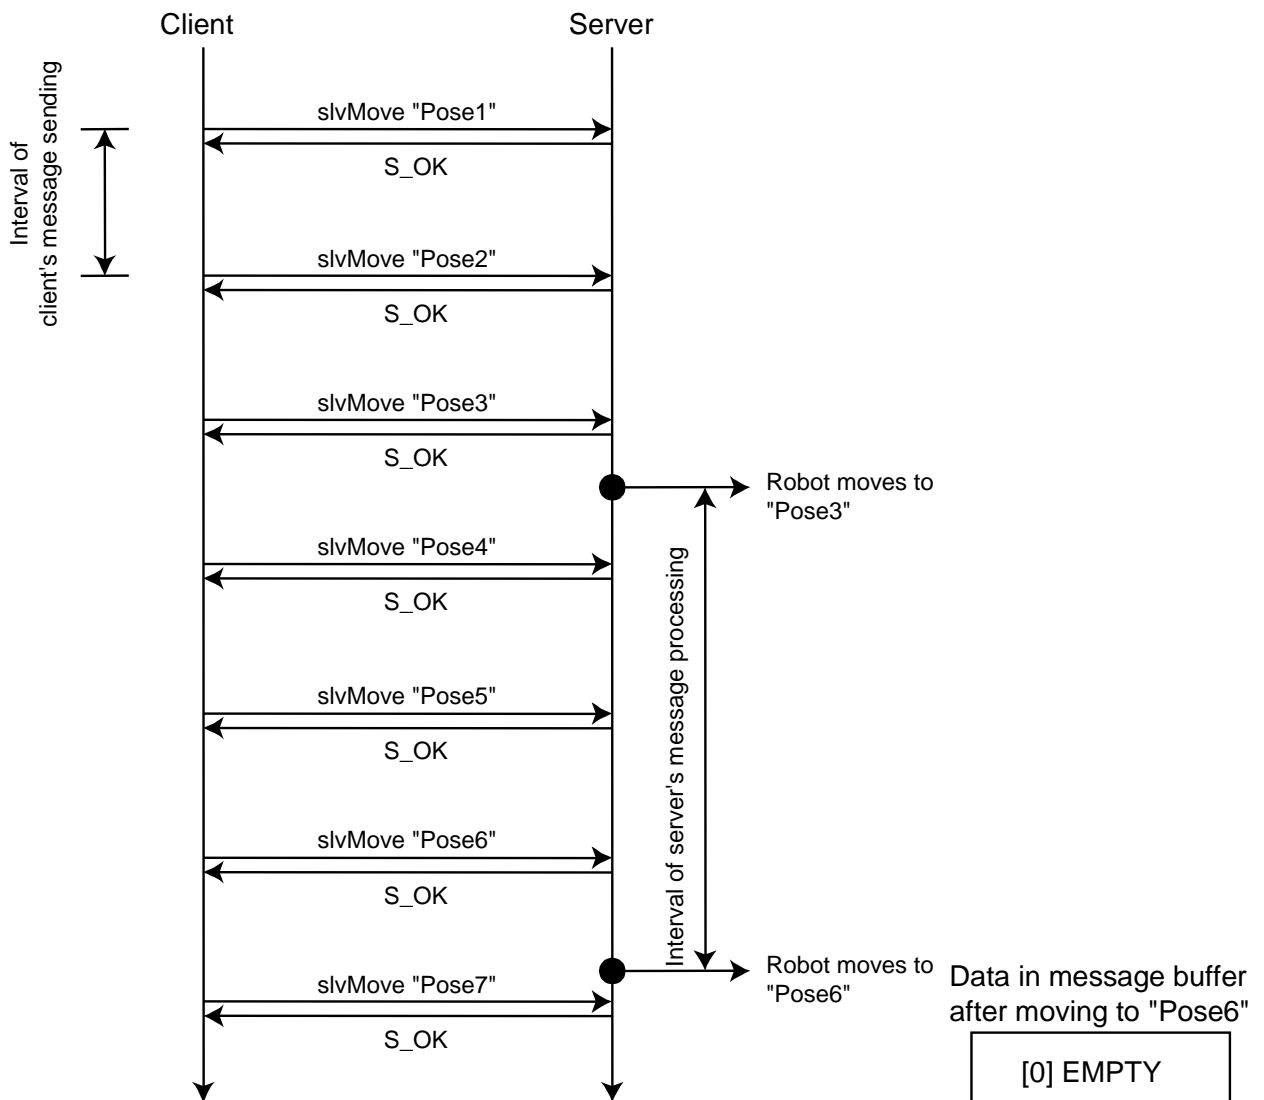 Client
Server
Interval of
client's message sending
slvMove "Pose1"
S_OK
slvMove "Pose2"
S_OK
slvMove "Pose3"
S_OK
Robot moves to
"Pose3"
slvMove "Pose4"
S_OK
Interval of server's message processing
slvMove "Pose5"
S_OK
slvMove "Pose6"
S_OK
Robot moves to
"Pose6"
slvMove "Pose7"
S_OK
Data in message buffer
after moving to "Pose6"
[0] EMPTY